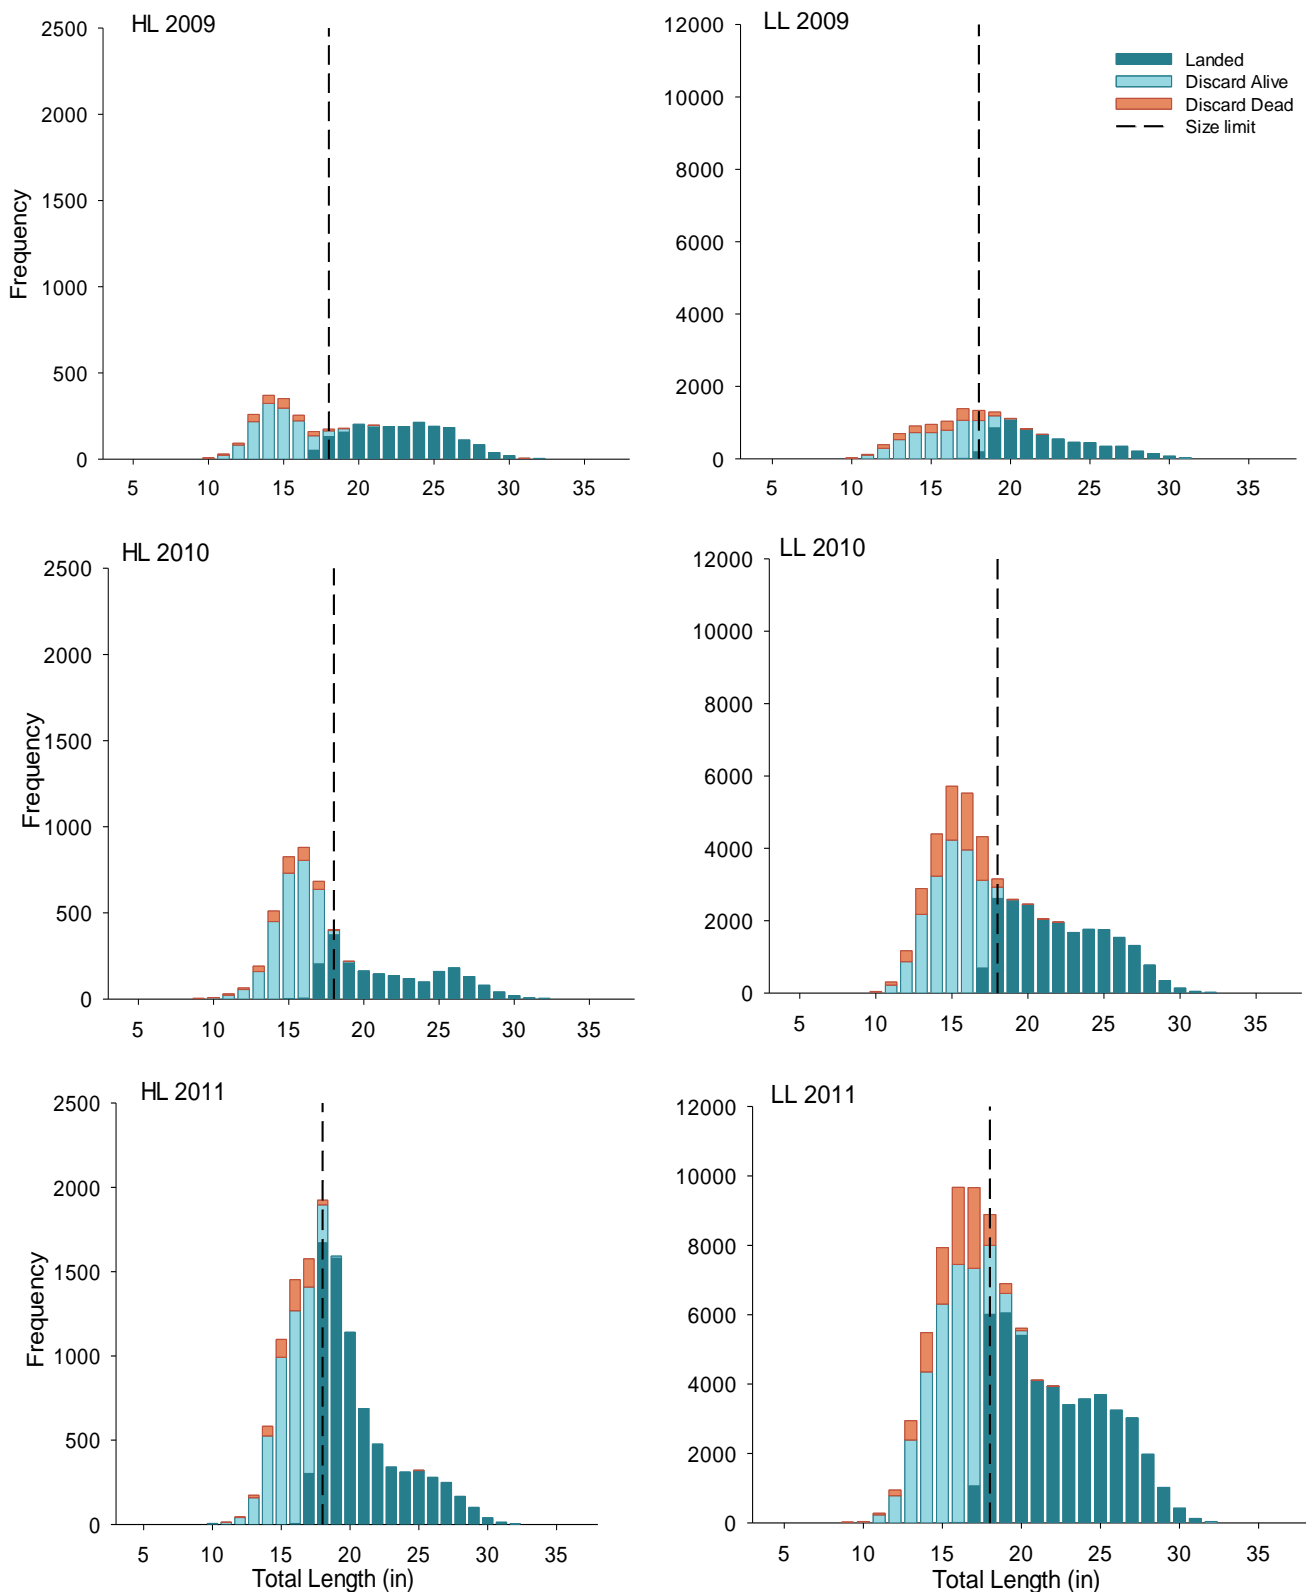 HL 2009
2500
2000
1500
1000
500
0
Frequency
5 10 15 20 25 30 35
LL 2009
12000
10000
8000
6000
4000
2000
0
5 10 15 20 25 30 35
Landed
Discard Alive
Discard Dead
Size limit
HL 2010
2500
2000
1500
1000
500
0
Frequency
5 10 15 20 25 30 35
LL 2010
12000
10000
8000
6000
4000
2000
0
5 10 15 20 25 30 35
HL 2011
2500
2000
1500
1000
500
0
Frequency
5 10 15 20 25 30 35
Total Length (in)
LL 2011
12000
10000
8000
6000
4000
2000
0
5 10 15 20 25 30 35
Total Length (in)